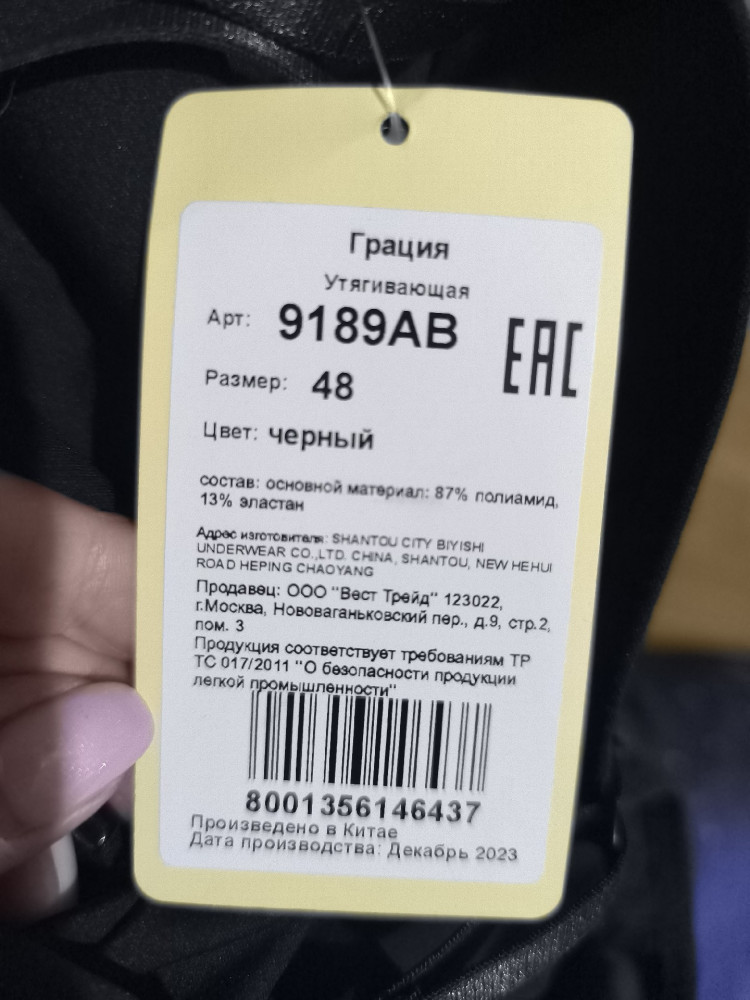 Грация
Утягивающая
Арт: 9189АВ
EAC
Размер: 48
Цвет: черный
состав: основной материал: 87% полиамид,
13% эластан
Адрес изготовителя: SHANTOU CITY BIYISHI
UNDERWEAR CO.,LTD. CHINA, SHANTOU, NEW HEHUI
ROAD HEPING CHAOYANG
Продавец: ООО "Вест Трейд" 123022,
г.Москва, Нововаганьковский пер., д.9, стр.2,
пом. 3
Продукция соответствует требованиям ТР
ТС 017/2011 "О безопасности продукции
легкой промышленности"
8001356146437
Произведено в Китае
Дата производства: Декабрь 2023